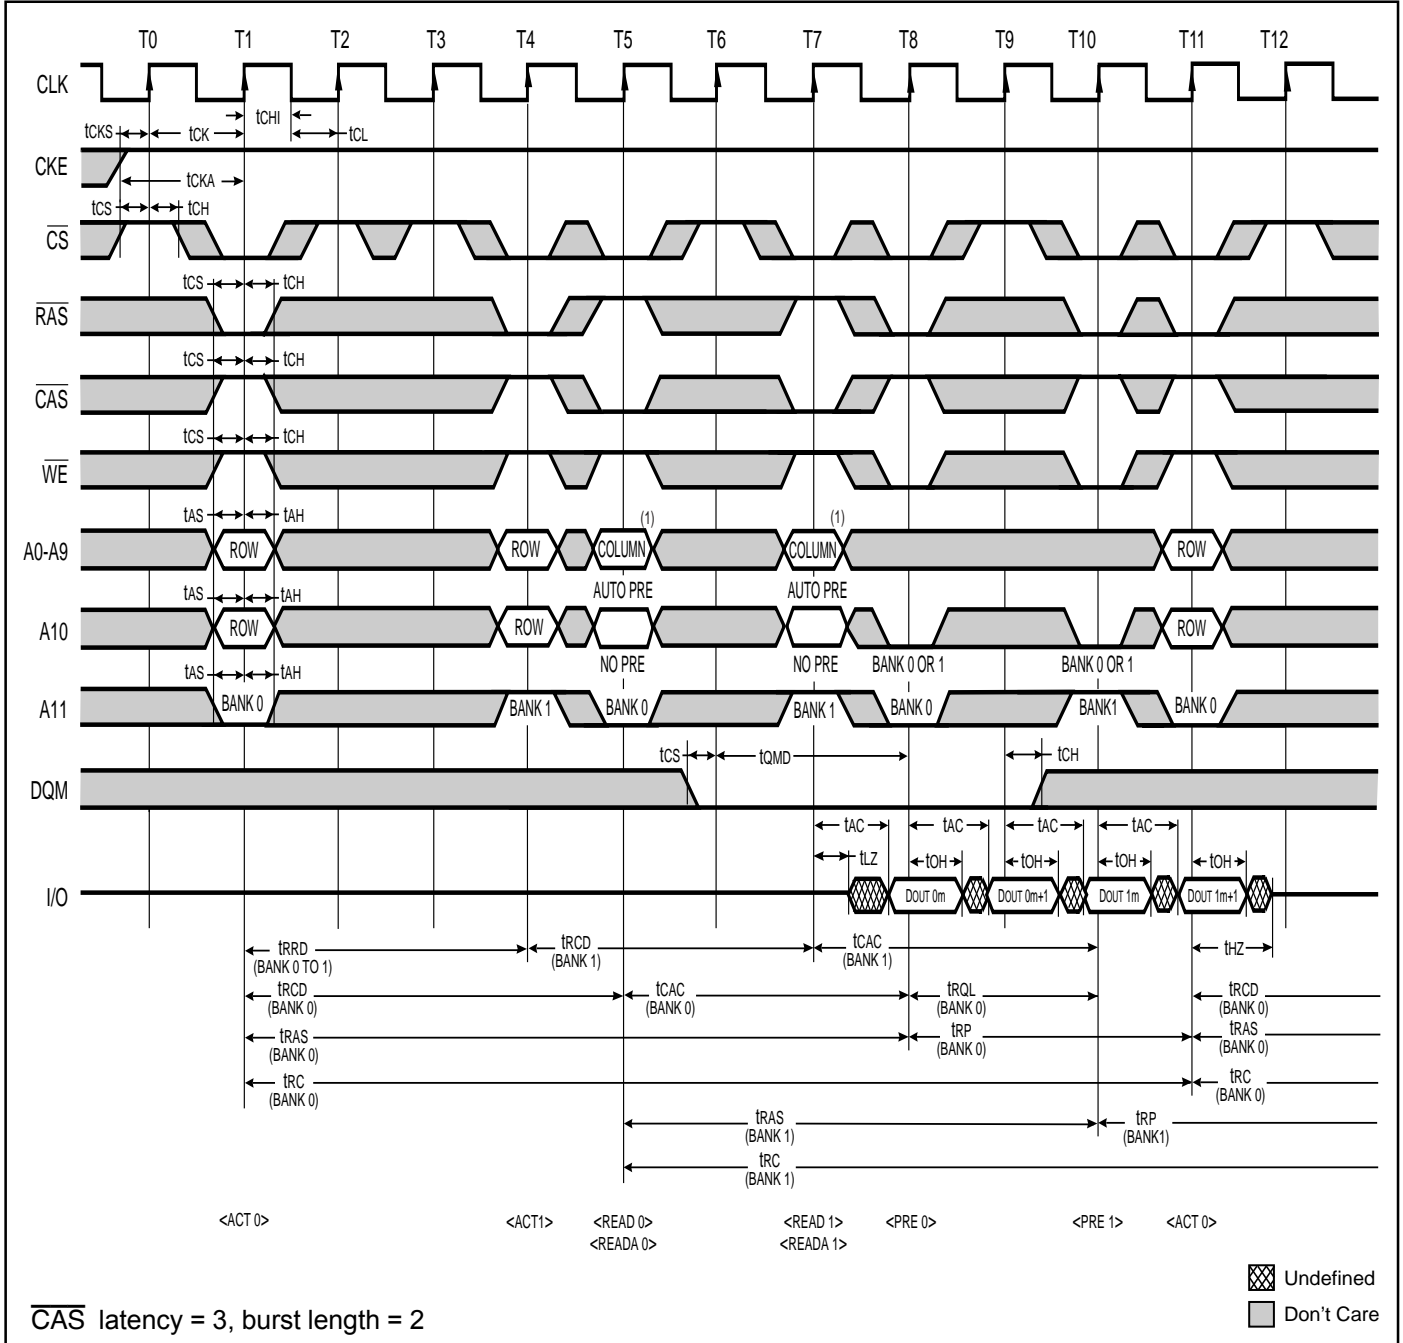 T0 T1 T2 T3 T4 T5 T6 T7 T8 T9 T10 T11 T12
CLK
tCHI
tCKS tCK tCL
CKE
tCKA
tCS tCH
CS
tCS tCH
RAS
tCS tCH
CAS
tCS tCH
WE
tAS tAH (1) (1)
A0-A9 ROW ROW COLUMN COLUMN ROW
AUTO PRE AUTO PRE
tAS tAH
A10 ROW ROW ROW
NO PRE NO PRE BANK 0 OR 1 BANK 0 OR 1
tAS tAH
A11 BANK 0 BANK 1 BANK 0 BANK 1 BANK 0 BANK1 BANK 0
tCS tQMD tCH
DQM
tAC tAC tAC tAC
tLZ tOH tOH tOH tOH
I/O DOUT 0m DOUT 0m+1 DOUT 1m DOUT 1m+1
tRRD tRCD tCAC tHZ
(BANK 0 TO 1) (BANK 1) (BANK 1)
tRCD tCAC tRQL tRCD
(BANK 0) (BANK 0) (BANK 0) (BANK 0)
tRAS tRP tRAS
(BANK 0) (BANK 0) (BANK 0)
tRC tRC
(BANK 0) (BANK 0)
tRAS tRP
(BANK 1) (BANK1)
tRC
(BANK 1)
<ACT 0> <ACT1> <READ 0> <READ 1> <PRE 0> <PRE 1> <ACT 0>
<READA 0> <READA 1>
Undefined
Don't Care
CAS latency = 3, burst length = 2